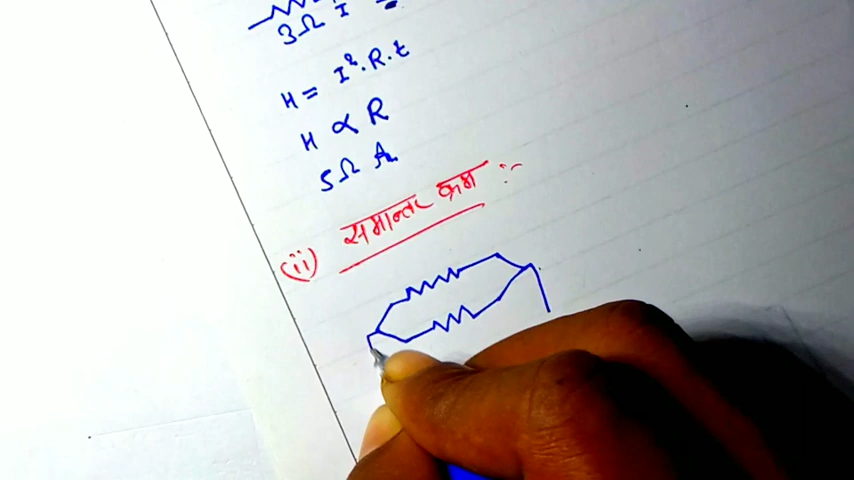 3Ω I
H = I².R.t
H ∝ R
5Ω A
(ii) समान्तर क्रम :-